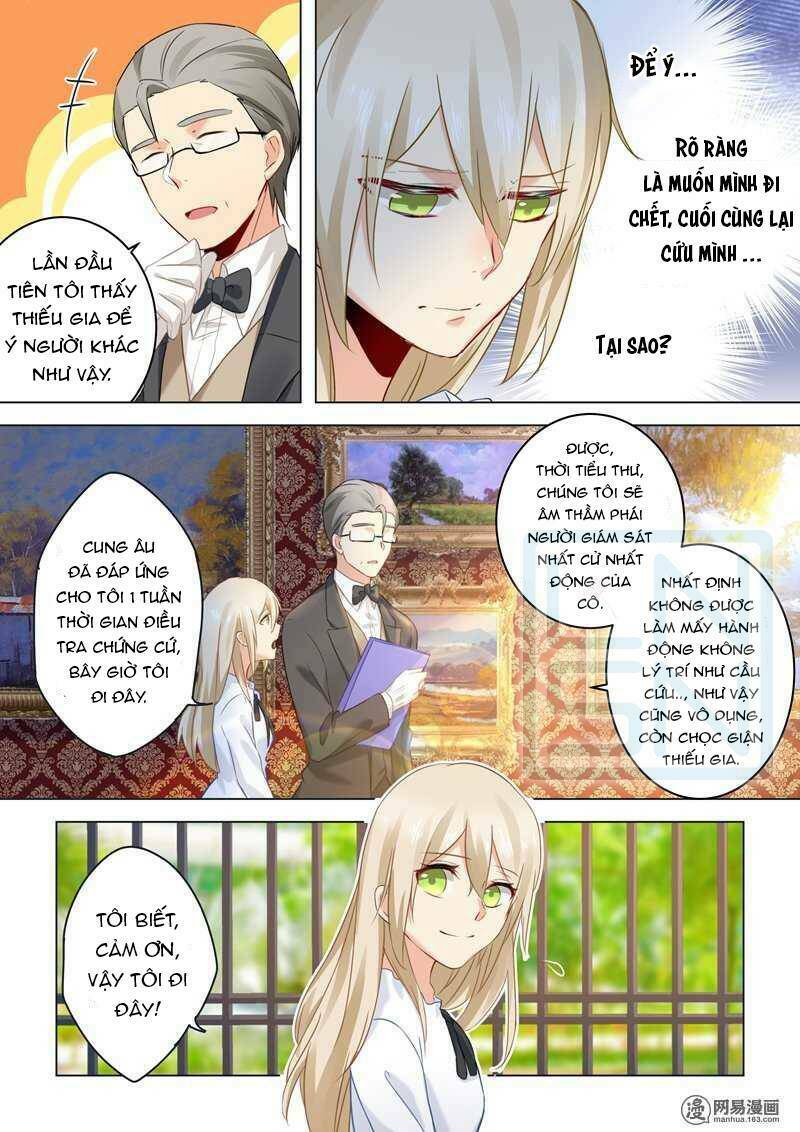 LẦN ĐẦU
TIÊN TÔI THẤY
THIẾU GIA ĐỂ
Ý NGƯỜI KHÁC
NHƯ VẬY.
ĐỂ Ý...
RÕ RÀNG
LÀ MUỐN MÌNH ĐI
CHẾT, CUỐI CÙNG LẠI
CỨU MÌNH ...
TẠI SAO?
CUNG ÂU
ĐÃ ĐÁP ỨNG
CHO TÔI 1 TUẦN
THỜI GIAN ĐIỀU
TRA CHỨNG CỨ,
BÂY GIỜ TÔI
ĐI ĐÂY.
ĐƯỢC,
THỜI TIỂU THƯ,
CHÚNG TÔI SẼ
ÂM THẦM PHÁI
NGƯỜI GIÁM SÁT
NHẤT CỬ NHẤT
ĐỘNG CỦA
CÔ.
NHẤT ĐỊNH
KHÔNG ĐƯỢC
LÀM MẤY HÀNH
ĐỘNG KHÔNG
LÝ TRÍ NHƯ CẦU
CỨU.., NHƯ VẬY
CŨNG VÔ DỤNG,
CÒN CHỌC GIẬN
THIẾU GIA.
TÔI BIẾT,
CẢM ƠN,
VẬY TÔI ĐI
ĐÂY!
漫 网易漫画
manhua.163.com